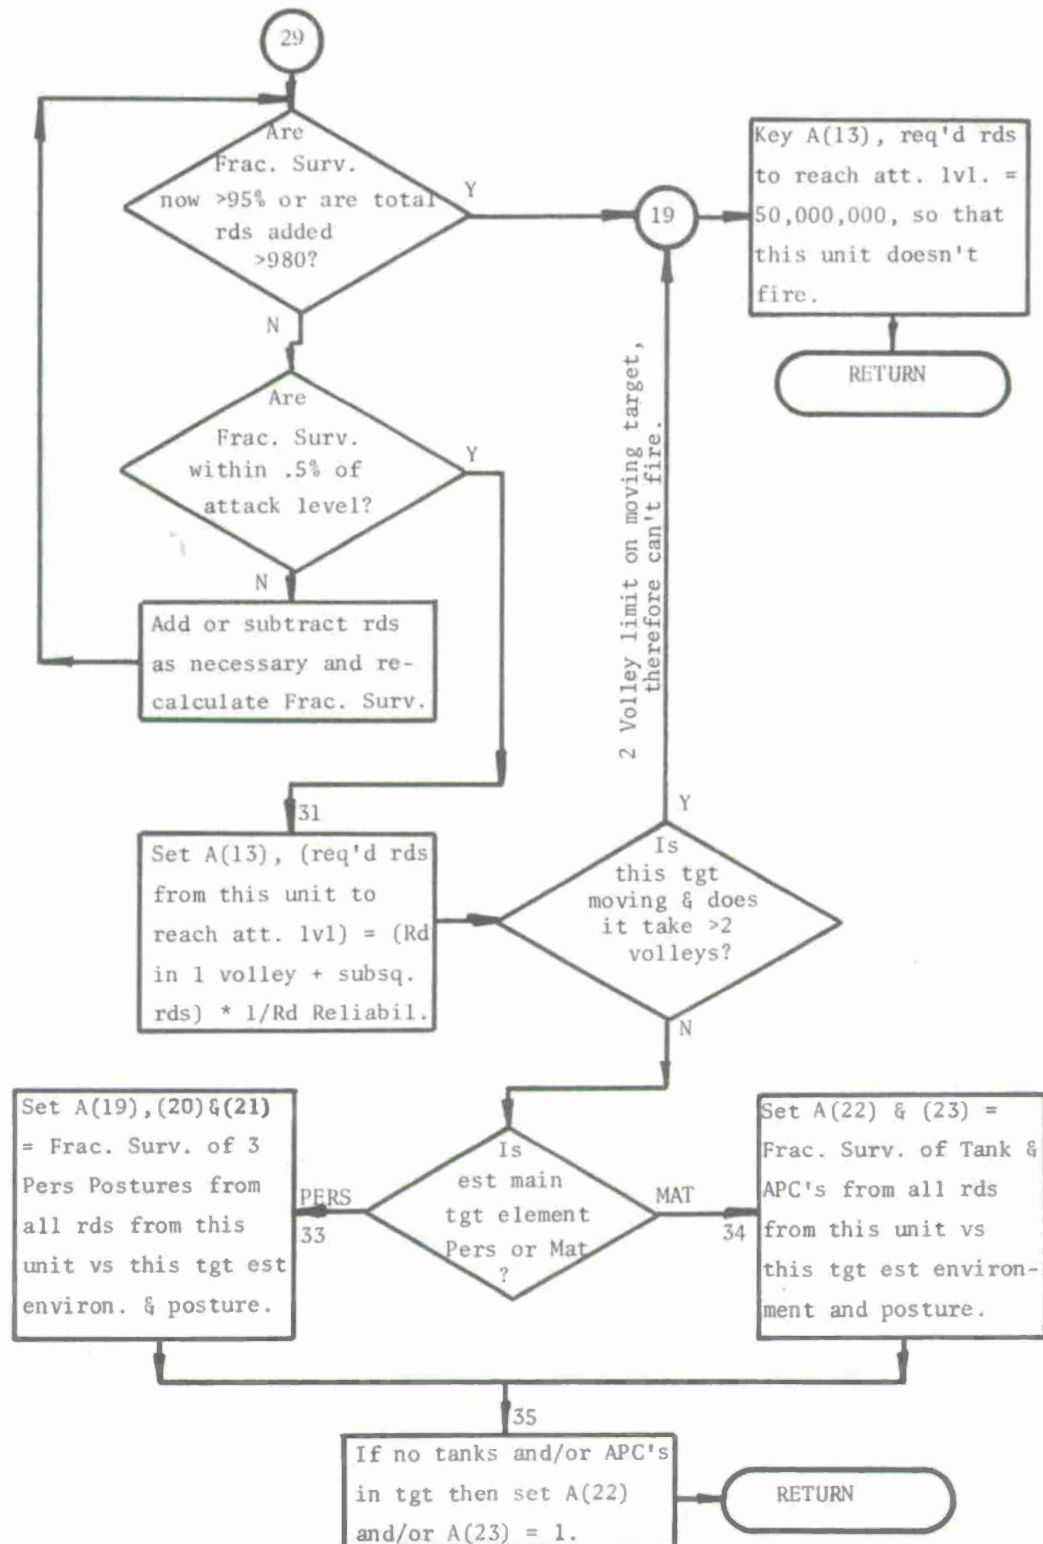 29
Are
Frac. Surv.
now >95% or are total
rds added
>980?
Y
N
19
Key A(13), req'd rds
to reach att. lvl. =
50,000,000, so that
this unit doesn't
fire.
RETURN
Are
Frac. Surv.
within .5% of
attack level?
Y
N
Add or subtract rds
as necessary and re-
calculate Frac. Surv.
2 Volley limit on moving target,
therefore can't fire.
31
Set A(13), (req'd rds
from this unit to
reach att. lvl) = (Rd
in 1 volley + subsq.
rds) * 1/Rd Reliabil.
Y
Is
this tgt
moving & does
it take >2
volleys?
N
Set A(19),(20)&(21)
= Frac. Surv. of 3
Pers Postures from
all rds from this
unit vs this tgt est
environ. & posture.
PERS
33
Is
est main
tgt element
Pers or Mat
?
MAT
34
Set A(22) & (23) =
Frac. Surv. of Tank &
APC's from all rds
from this unit vs
this tgt est environ-
ment and posture.
35
If no tanks and/or APC's
in tgt then set A(22)
and/or A(23) = 1.
RETURN